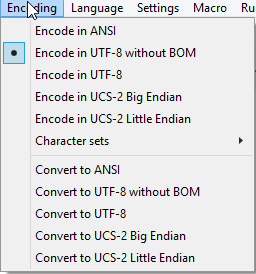 Encoding Language Settings Macro Ru
Encode in ANSI
Encode in UTF-8 without BOM
Encode in UTF-8
Encode in UCS-2 Big Endian
Encode in UCS-2 Little Endian
Character sets
Convert to ANSI
Convert to UTF-8 without BOM
Convert to UTF-8
Convert to UCS-2 Big Endian
Convert to UCS-2 Little Endian